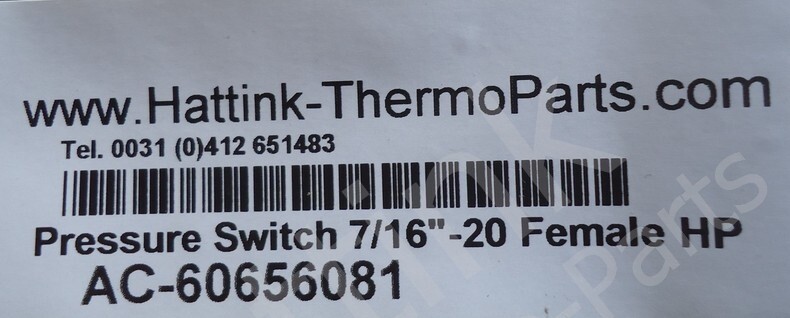 www.Hattink-ThermoParts.com
Tel. 0031 (0)412 651483
Pressure Switch 7/16"-20 Female HP
AC-60656081